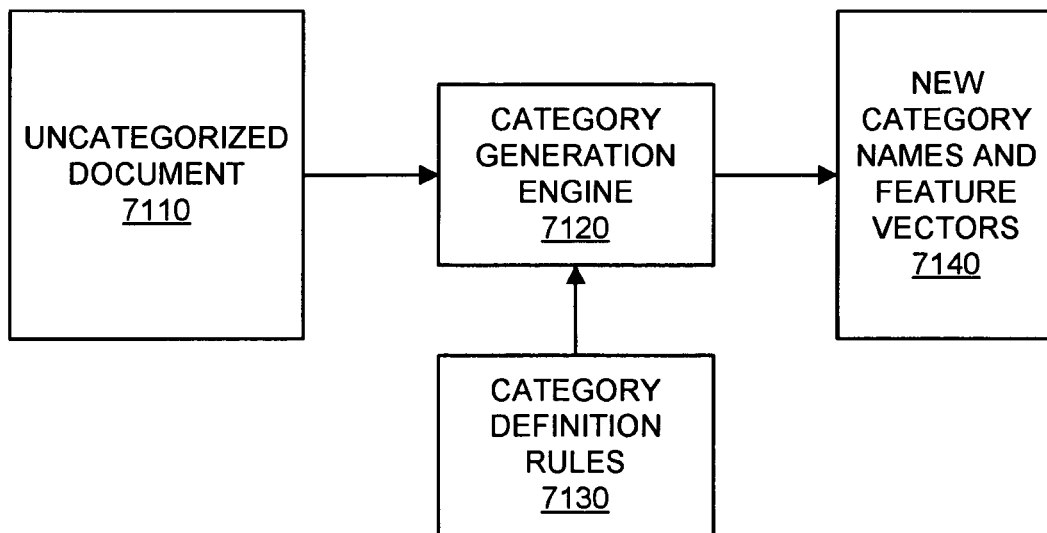 UNCATEGORIZED
DOCUMENT
7110
CATEGORY
GENERATION
ENGINE
7120
NEW
CATEGORY
NAMES AND
FEATURE
VECTORS
7140
CATEGORY
DEFINITION
RULES
7130